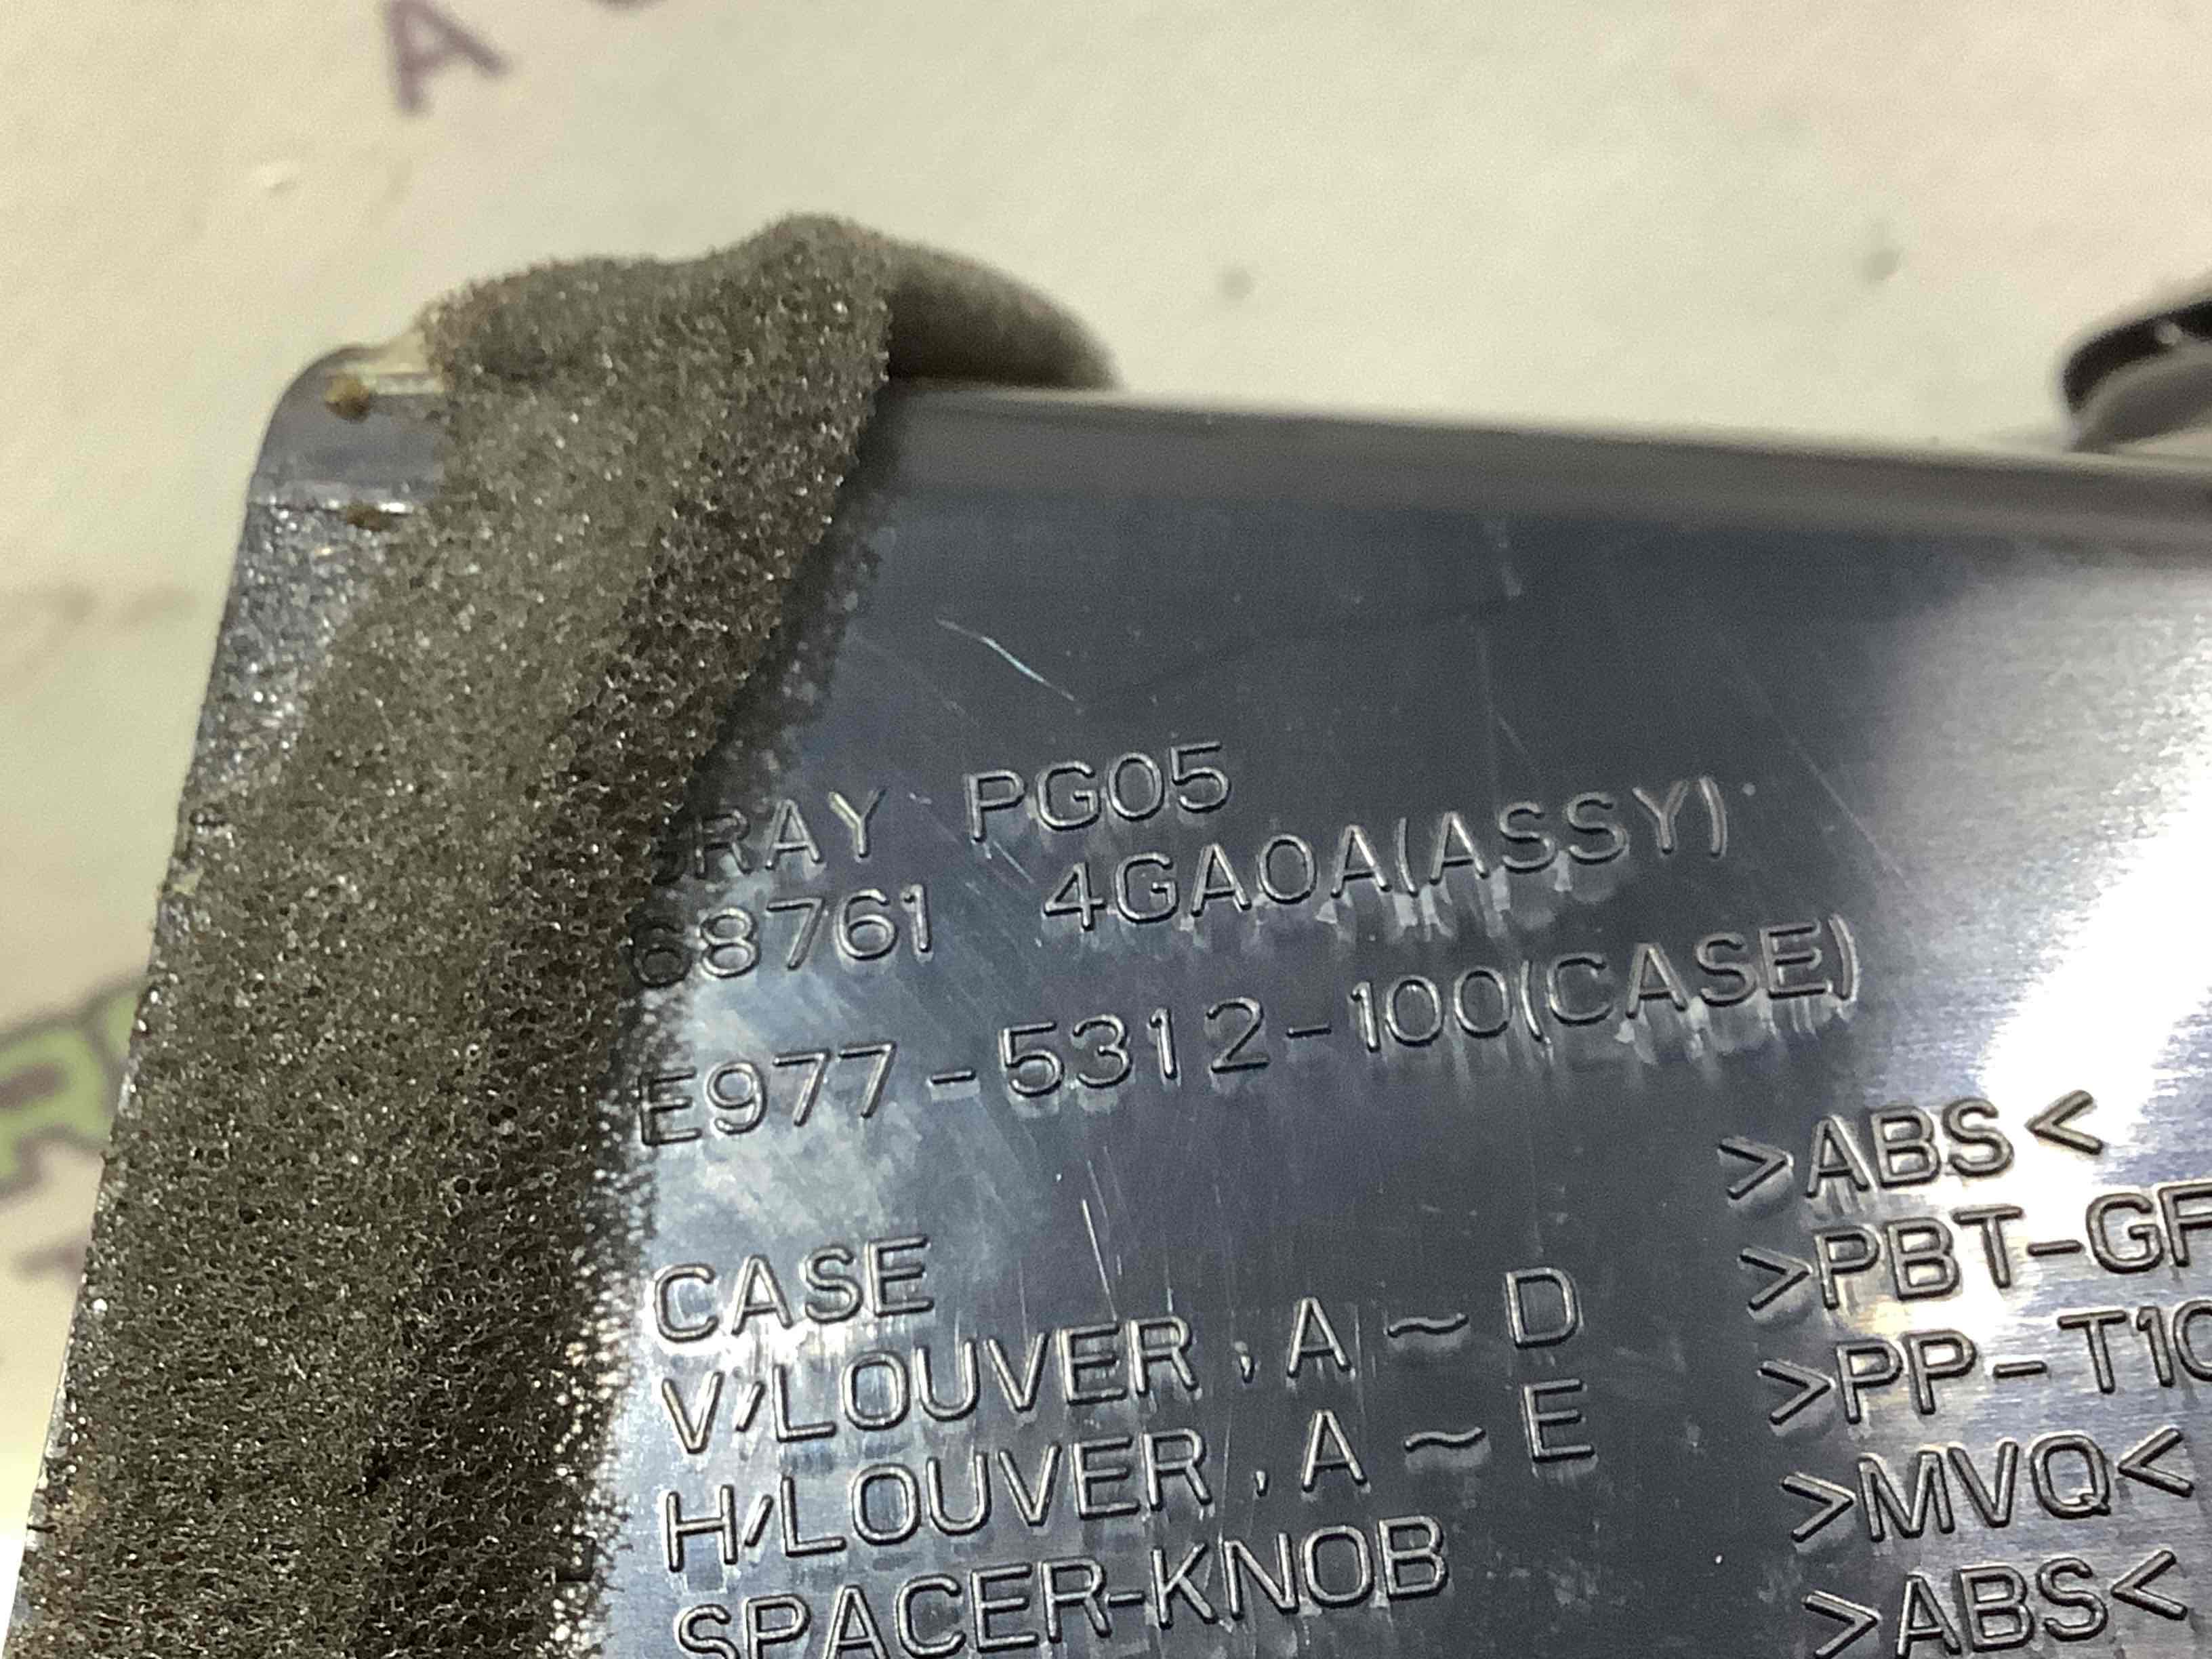 A
RAY PG05
68761 4GA0A(ASSY)
E977-5312-100(CASE)
CASE >ABS<
V/LOUVER,A~D >PBT-GF
H/LOUVER,A~E >PP-T10
SPACER-KNOB >MVQ<
>ABS<